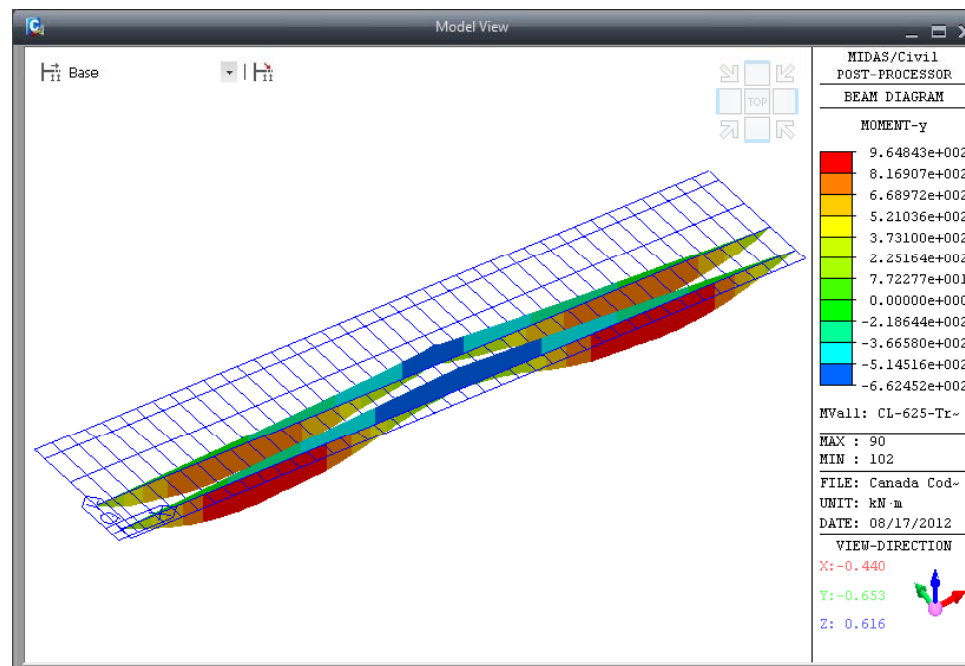 Model View
Base
TOP
MIDAS/Civil
POST-PROCESSOR
BEAM DIAGRAM
MOMENT-y
9.64843e+002
8.16907e+002
6.68972e+002
5.21036e+002
3.73100e+002
2.25164e+002
7.72277e+001
0.00000e+000
-2.18644e+002
-3.66580e+002
-5.14516e+002
-6.62452e+002
MVall: CL-625-Tr~
MAX : 90
MIN : 102
FILE: Canada Cod~
UNIT: kN·m
DATE: 08/17/2012
VIEW-DIRECTION
X:-0.440
Y:-0.653
Z: 0.616